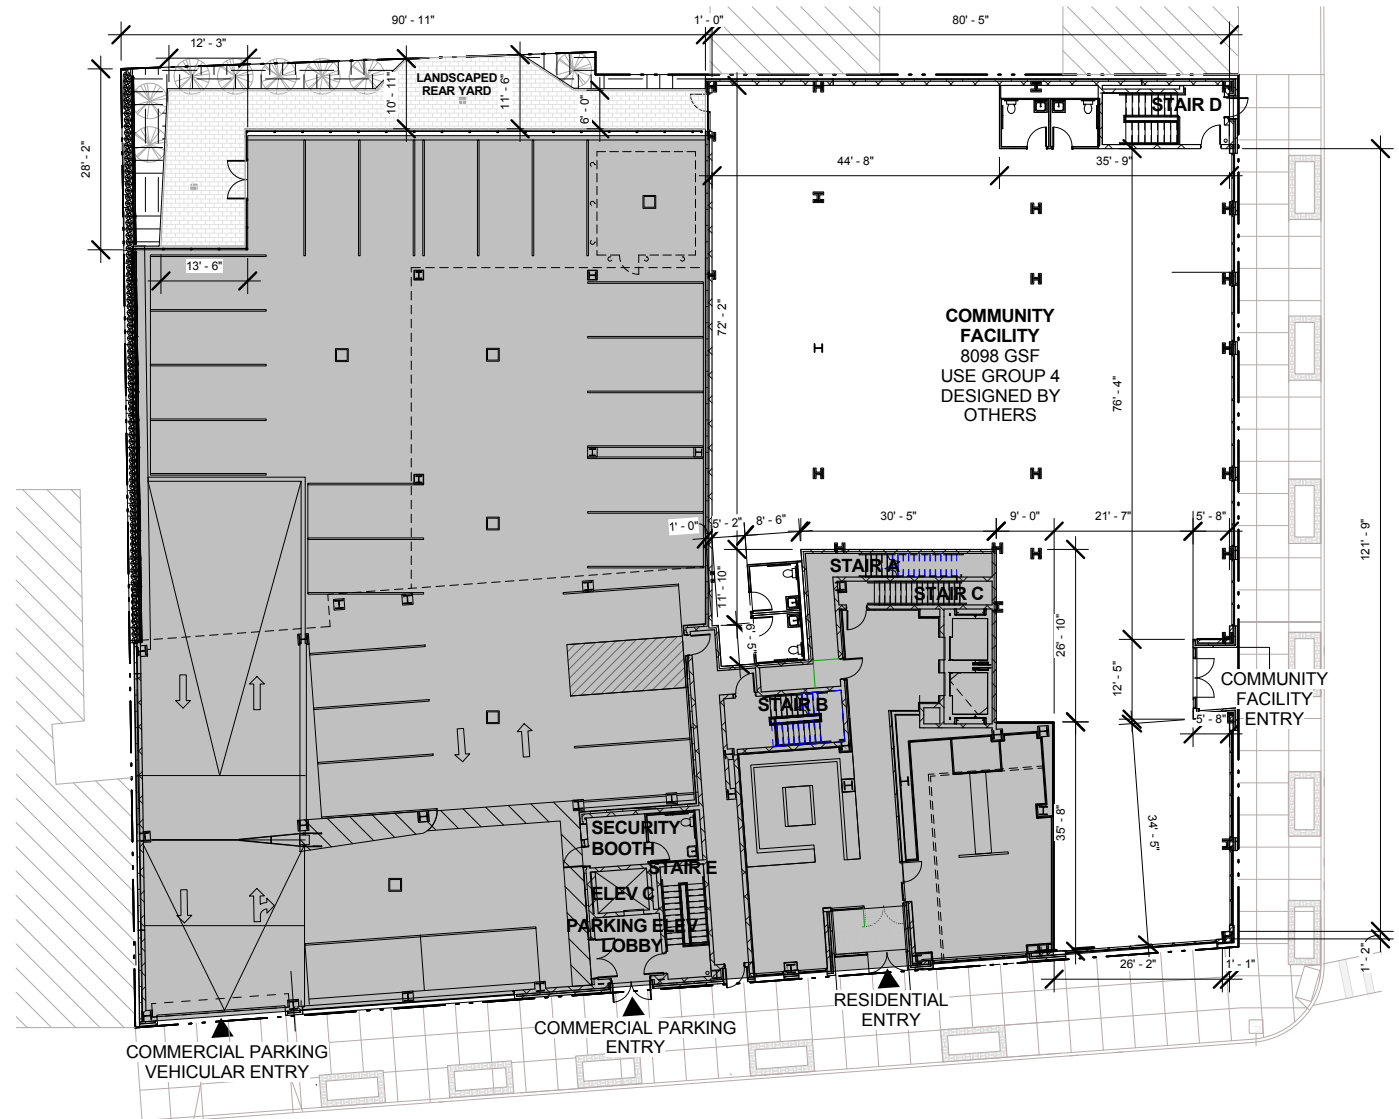 90' - 11"
1' - 0"
80' - 5"
12' - 3"
LANDSCAPED
REAR YARD
10' - 11"
11' - 6"
6' - 0"
STAIR D
28' - 2"
44' - 8"
35' - 9"
13' - 6"
72' - 2"
COMMUNITY
FACILITY
8098 GSF
USE GROUP 4
DESIGNED BY
OTHERS
76' - 4"
121' - 9"
1' - 0"
5' - 2"
8' - 6"
30' - 5"
9' - 0"
21' - 7"
5' - 8"
STAIR A
STAIR C
11' - 10"
6' - 5"
26' - 10"
12' - 5"
COMMUNITY
FACILITY
ENTRY
STAIR B
5' - 8"
35' - 8"
34' - 5"
SECURITY
BOOTH
STAIR E
ELEV C
PARKING ELEV
LOBBY
26' - 2"
1' - 1"
1' - 2"
RESIDENTIAL
ENTRY
COMMERCIAL PARKING
ENTRY
COMMERCIAL PARKING
VEHICULAR ENTRY